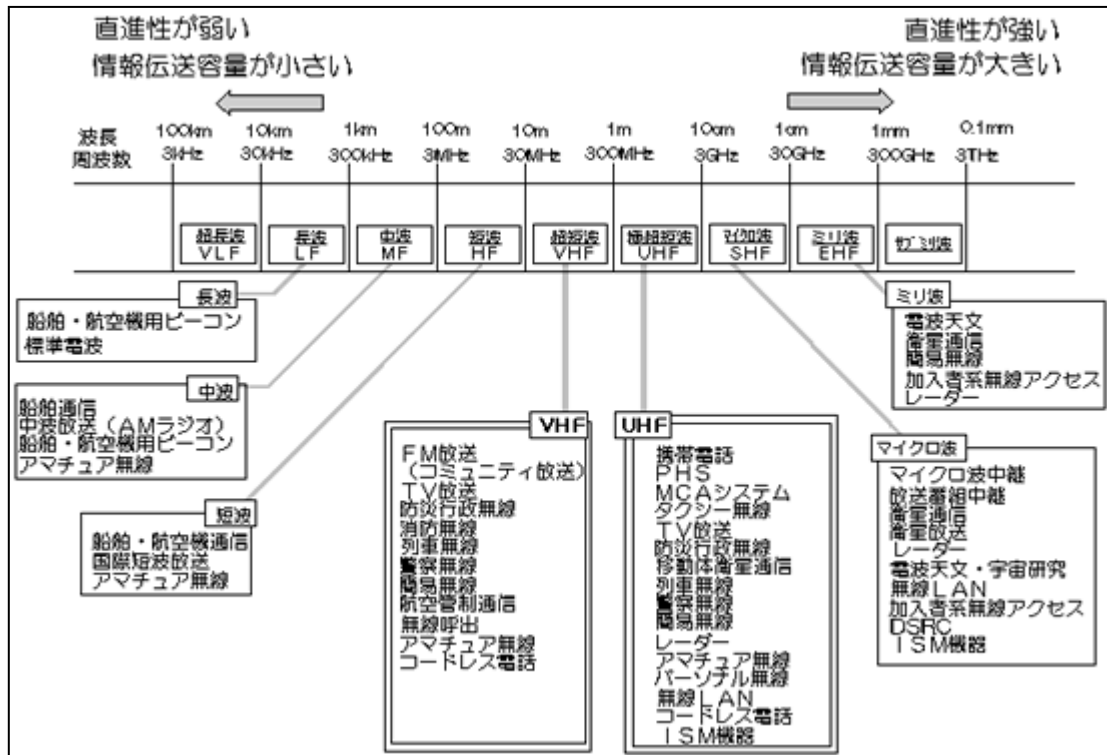 直進性が弱い
情報伝送容量が小さい
直進性が強い
情報伝送容量が大きい
波長 100km 10km 1km 100m 10m 1m 10cm 1cm 1mm 0.1mm
周波数 3kHz 30kHz 300kHz 3MHz 30MHz 300MHz 3GHz 30GHz 300GHz 3THz
超長波 長波 中波 短波 超短波 極超短波 マイクロ波 ミリ波 サブミリ波
VLF LF MF HF VHF UHF SHF EHF
長波
船舶・航空機用ビーコン
標準電波
中波
船舶通信
中波放送(AMラジオ)
船舶・航空機用ビーコン
アマチュア無線
短波
船舶・航空機通信
国際短波放送
アマチュア無線
VHF
FM放送
(コミュニティ放送)
TV放送
防災行政無線
消防無線
列車無線
警察無線
簡易無線
航空管制通信
無線呼出
アマチュア無線
コードレス電話
UHF
携帯電話
PHS
MCAシステム
タクシー無線
TV放送
防災行政無線
移動体衛星通信
列車無線
警察無線
簡易無線
レーダー
アマチュア無線
パーソナル無線
無線LAN
コードレス電話
ISM機器
マイクロ波
マイクロ波中継
放送番組中継
衛星通信
衛星放送
レーダー
電波天文・宇宙研究
無線LAN
加入者系無線アクセス
DSRC
ISM機器
ミリ波
電波天文
衛星通信
簡易無線
加入者系無線アクセス
レーダー